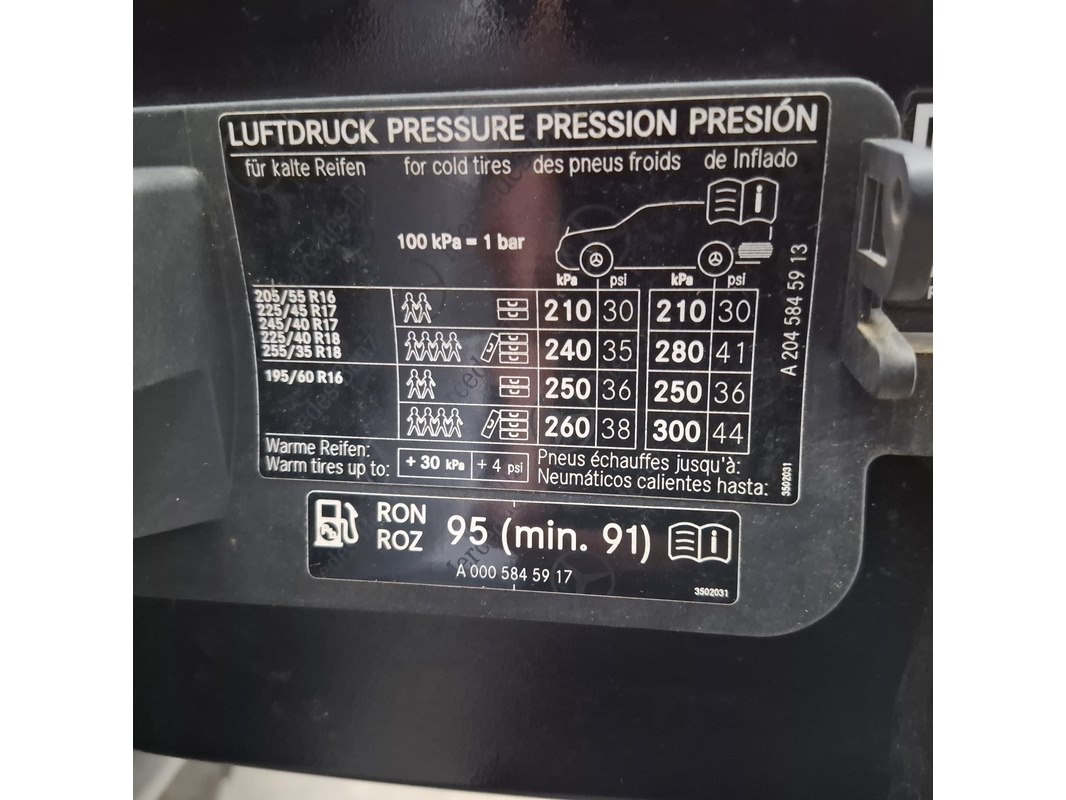 LUFTDRUCK PRESSURE PRESSION PRESIÓN
für kalte Reifen for cold tires des pneus froids de Inflado
i
100 kPa = 1 bar
kPa psi kPa psi
205/55 R16
225/45 R17
245/40 R17
225/40 R18
255/35 R18
210 30 210 30
240 35 280 41
195/60 R16
250 36 250 36
260 38 300 44
Warme Reifen:
Warm tires up to:
+ 30 kPa + 4 psi
Pneus échauffes jusqu'à:
Neumáticos calientes hasta:
A 204 584 59 13
3502031
RON
ROZ
95 (min. 91)
i
A 000 584 59 17
3502031